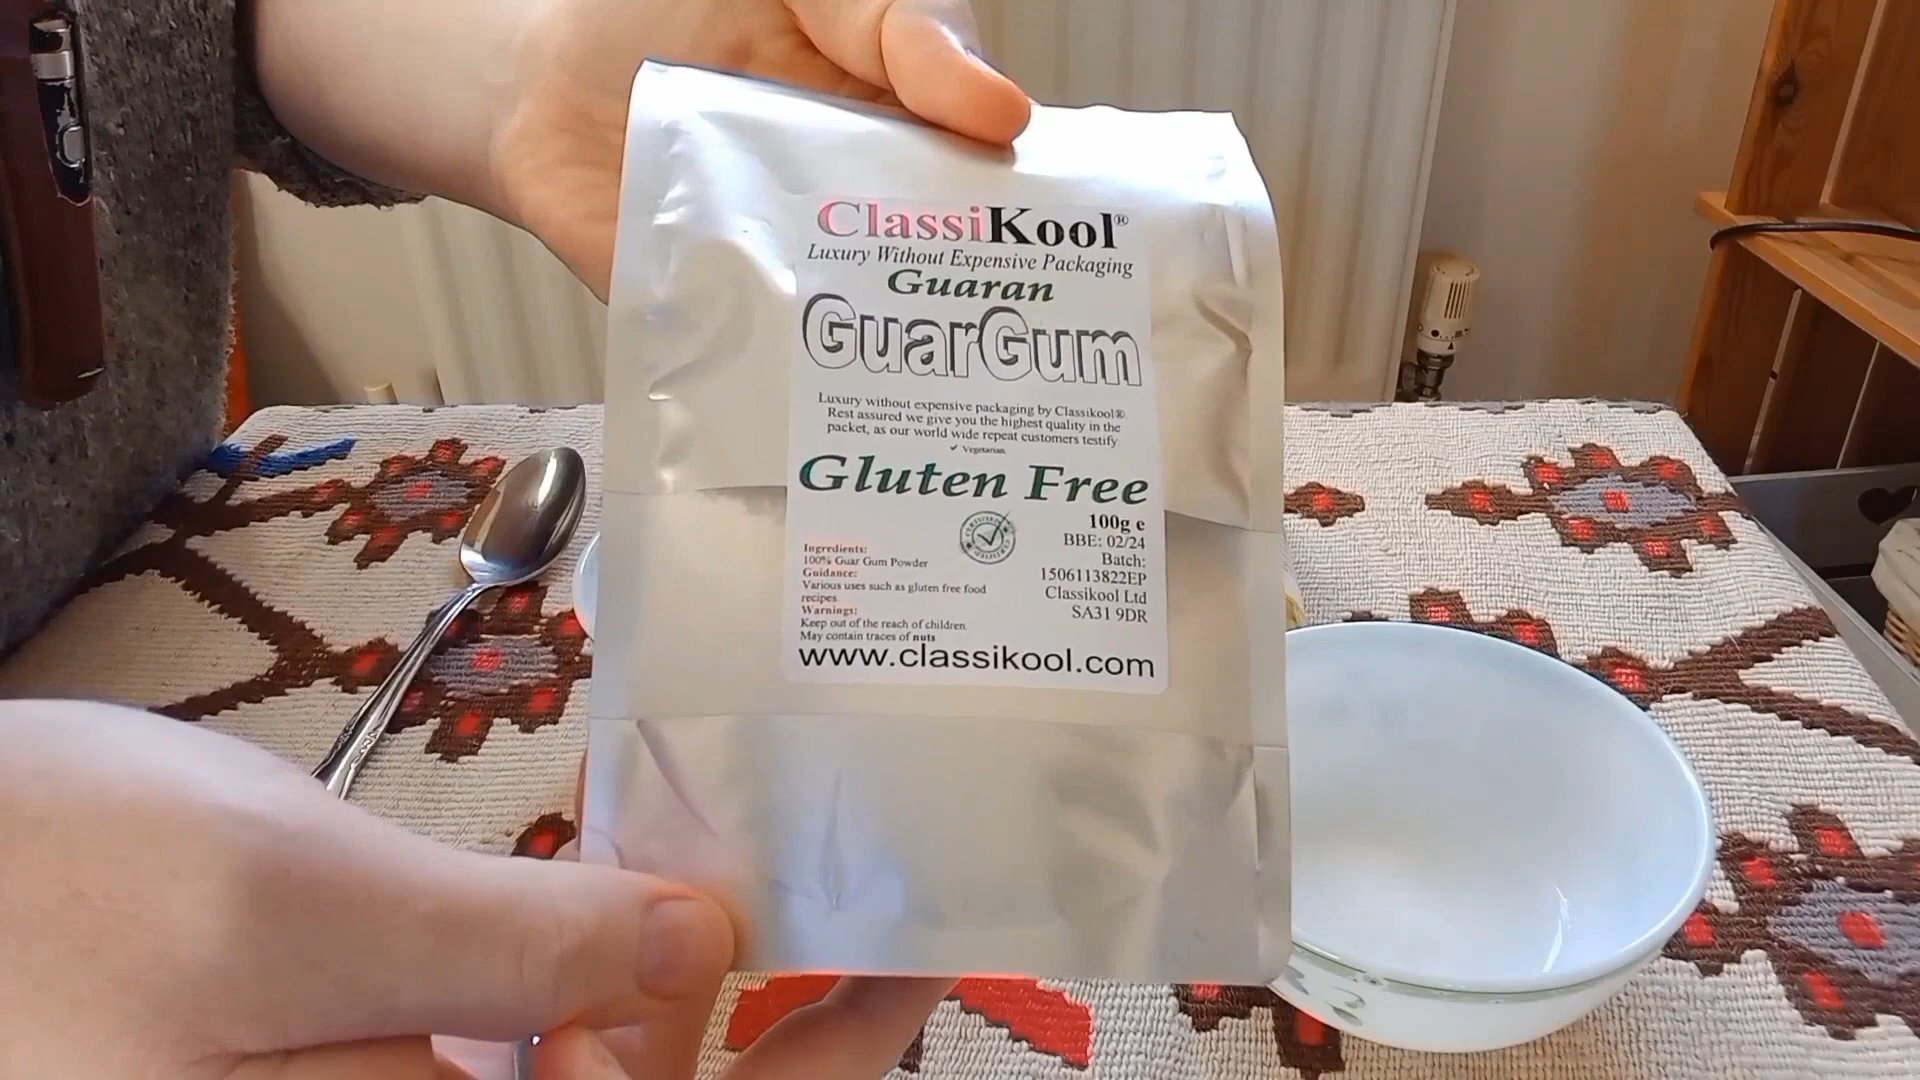 ClassiKool®
Luxury Without Expensive Packaging
Guaran
GuarGum
Luxury without expensive packaging by Classikool®.
Rest assured we give you the highest quality in the
packet, as our world wide repeat customers testify
✓ Vegetarian
Gluten Free
100g e
BBE: 02/24
Batch:
1506113822EP
Classikool Ltd
SA31 9DR
Ingredients:
100% Guar Gum Powder
Guidance:
Various uses such as gluten free food
recipes.
Warnings:
Keep out of the reach of children.
May contain traces of nuts
www.classikool.com